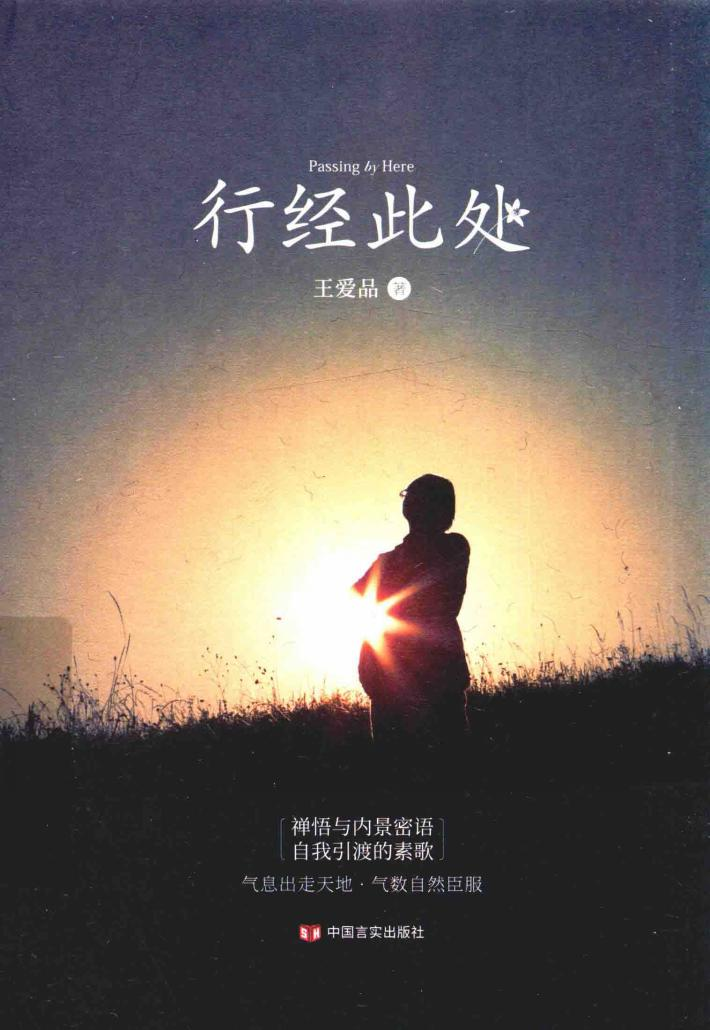 Passing by Here
行经此处
王爱品 著
禅悟与内景密语
自我引渡的素歌
气息出走天地·气数自然臣服
SH 中国言实出版社